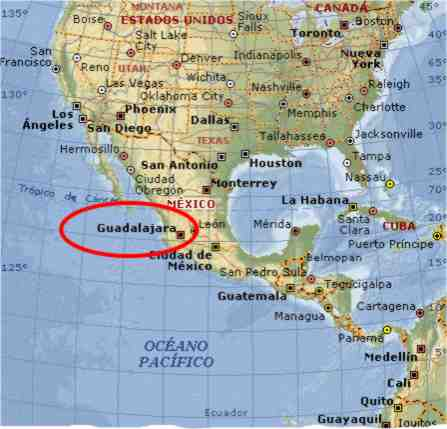 MONTANA
CANADÁ
45°
Boise
ESTADOS UNIDOS
Sioux
Falls
Boston
Toronto
Salt Lake
City
San
Francisco
Reno
Denver
Indianapolis
Nueva
York
40°
UTAH
Las Vegas
Wichita
Nashville
Raleigh
135°
Oklahoma City
Charlotte
35°
Los
Ángeles
Phoenix
Memphis
San Diego
Dallas
Jacksonville
TEXAS
Tallahassee
Hermosillo
Tampa
San Antonio
Houston
Nassau
130°
Ciudad
Obregón
Monterrey
Trópico de Cáncer
La Habana
MÉXICO
Santa
Clara
CUBA
Guadalajara
León
Mérida
Puerto Príncipe
Ciudad de
México
Belmopan
125°
San Pedro Sula
Tegucigalpa
Guatemala
Cartagena
Managua
Panamá
OCÉANO
PACÍFICO
Medellín
5°
Cali
Quito
Ecuador
Guayaquil
Iquitos